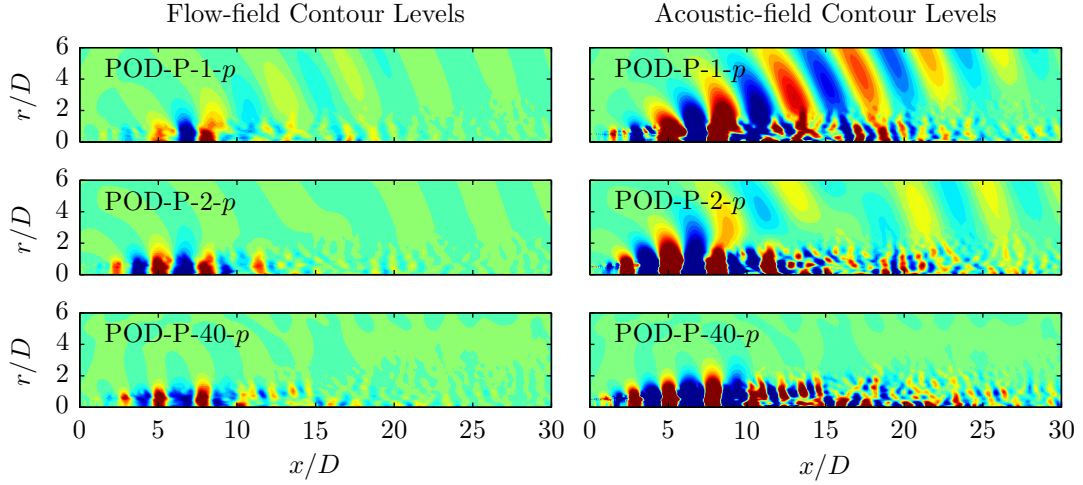 Flow-field Contour Levels
Acoustic-field Contour Levels
6
4
2
0
r/D
POD-P-1-p
POD-P-1-p
6
4
2
0
r/D
POD-P-2-p
POD-P-2-p
6
4
2
0
r/D
POD-P-40-p
POD-P-40-p
0 5 10 15 20 25 30
0 5 10 15 20 25 30
x/D
x/D